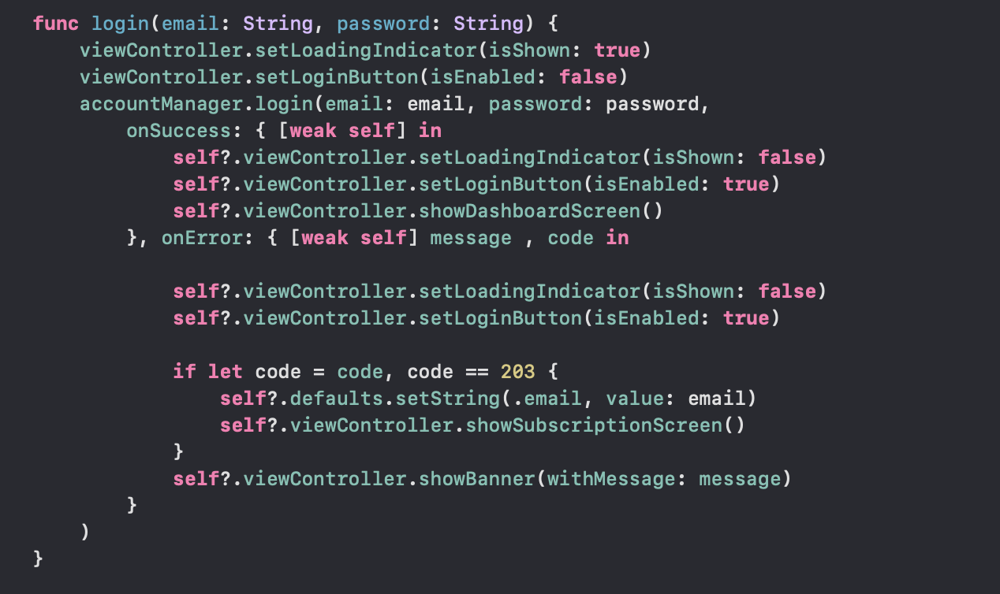 func login(email: String, password: String) {
    viewController.setLoadingIndicator(isShown: true)
    viewController.setLoginButton(isEnabled: false)
    accountManager.login(email: email, password: password,
        onSuccess: { [weak self] in
            self?.viewController.setLoadingIndicator(isShown: false)
            self?.viewController.setLoginButton(isEnabled: true)
            self?.viewController.showDashboardScreen()
        }, onError: { [weak self] message , code in

            self?.viewController.setLoadingIndicator(isShown: false)
            self?.viewController.setLoginButton(isEnabled: true)

            if let code = code, code == 203 {
                self?.defaults.setString(.email, value: email)
                self?.viewController.showSubscriptionScreen()
            }
            self?.viewController.showBanner(withMessage: message)
        }
    )
}